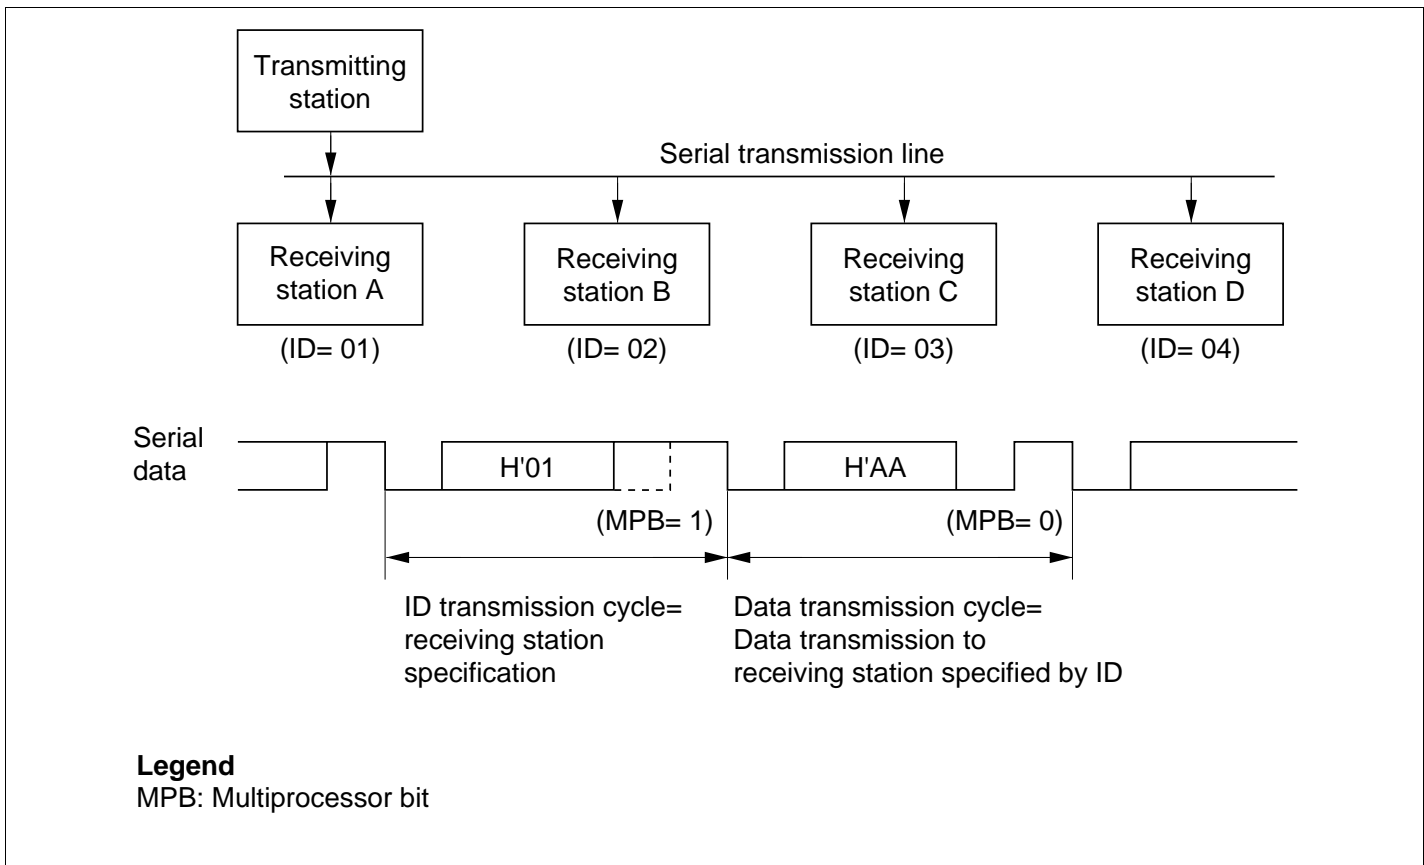 Transmitting
station
Serial transmission line
Receiving
station A
Receiving
station B
Receiving
station C
Receiving
station D
(ID= 01)
(ID= 02)
(ID= 03)
(ID= 04)
Serial
data
H'01
H'AA
(MPB= 1)
(MPB= 0)
ID transmission cycle=
receiving station
specification
Data transmission cycle=
Data transmission to
receiving station specified by ID
Legend
MPB: Multiprocessor bit